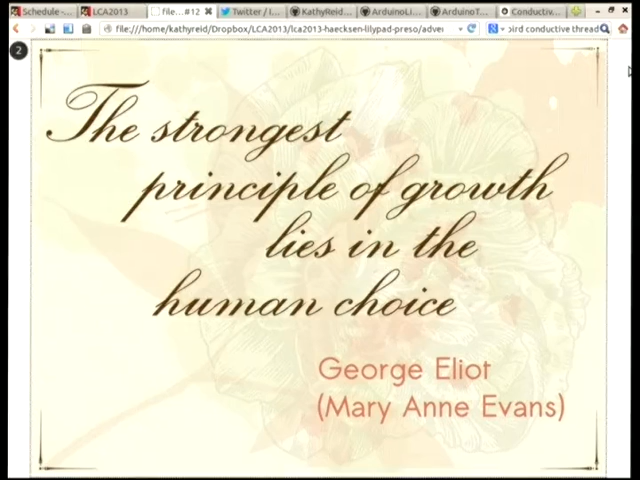 Schedule -... LCA2013 file...#12 Twitter / I... KathyReid... ArduinoLi... ArduinoT... Conductiv...
file:///home/kathyreid/Dropbox/LCA2013/lca2013-haecksen-lilypad-preso/adve conductive thread
2
The strongest
principle of growth
lies in the
human choice
George Eliot
(Mary Anne Evans)